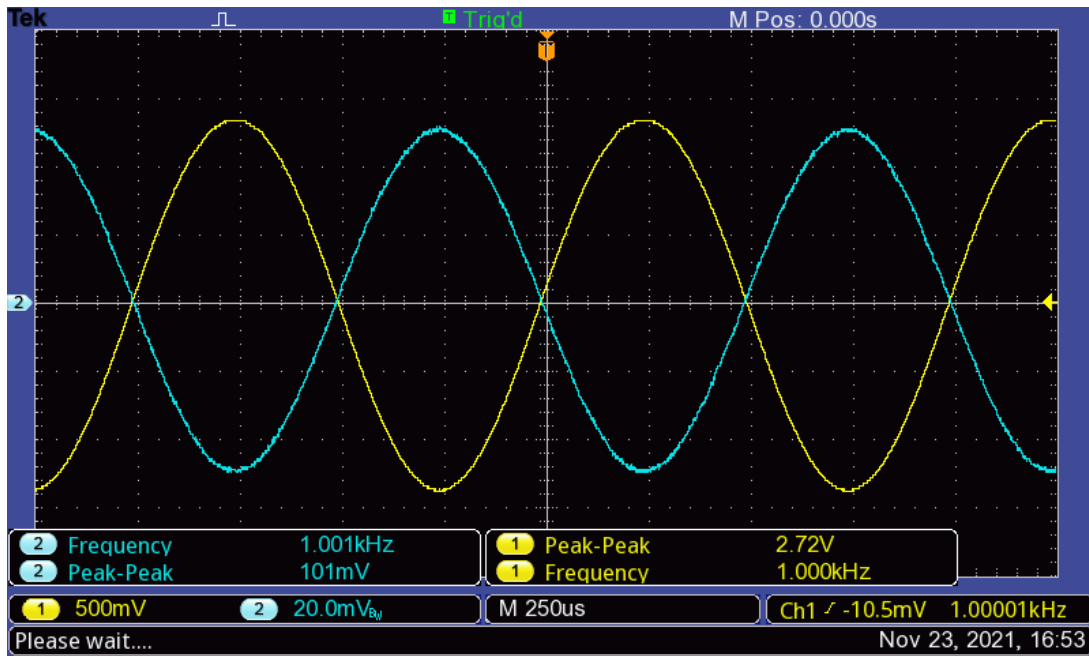 Tek T Trig'd M Pos: 0.000s
T
2
2 Frequency 1.001kHz 1 Peak-Peak 2.72V
2 Peak-Peak 101mV 1 Frequency 1.000kHz
1 500mV 2 20.0mVBW M 250us Ch1 -10.5mV 1.00001kHz
Please wait.... Nov 23, 2021, 16:53